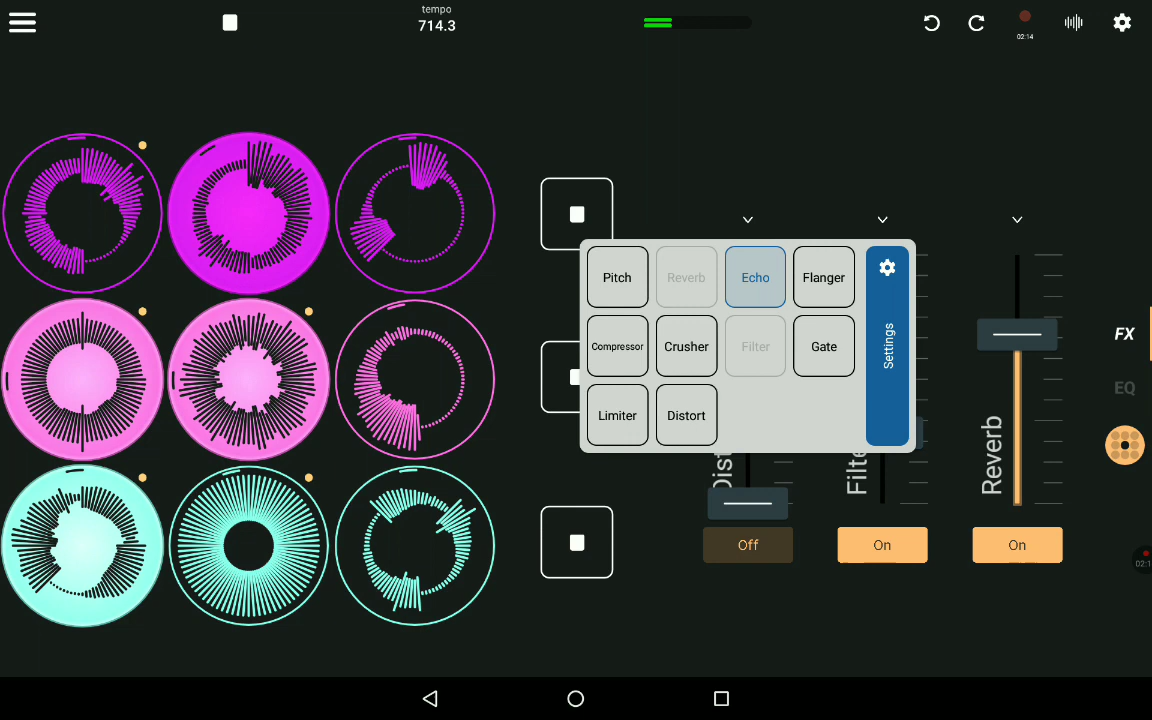 tempo
714.3
02:14
Pitch
Reverb
Echo
Flanger
Settings
Compressor
Crusher
Filter
Gate
Limiter
Distort
FX
EQ
Reverb
Off
On
On